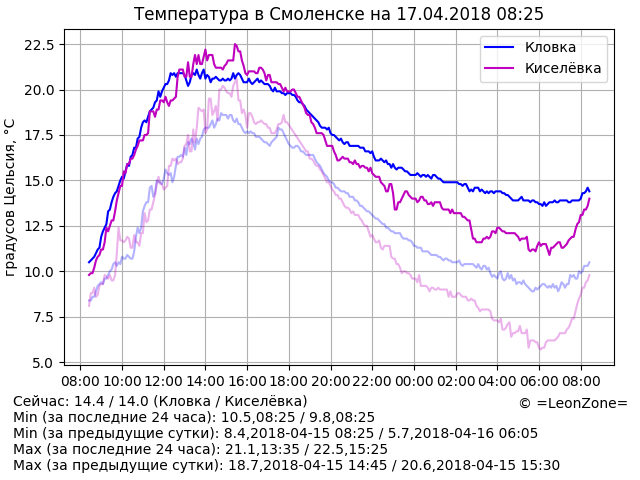 Температура в Смоленске на 17.04.2018 08:25
градусов Цельсия, °C
22.5
20.0
17.5
15.0
12.5
10.0
7.5
5.0
Кловка
Киселёвка
08:00 10:00 12:00 14:00 16:00 18:00 20:00 22:00 00:00 02:00 04:00 06:00 08:00
Сейчас: 14.4 / 14.0 (Кловка / Киселёвка)
© =LeonZone=
Min (за последние 24 часа): 10.5,08:25 / 9.8,08:25
Min (за предыдущие сутки): 8.4,2018-04-15 08:25 / 5.7,2018-04-16 06:05
Max (за последние 24 часа): 21.1,13:35 / 22.5,15:25
Max (за предыдущие сутки): 18.7,2018-04-15 14:45 / 20.6,2018-04-15 15:30